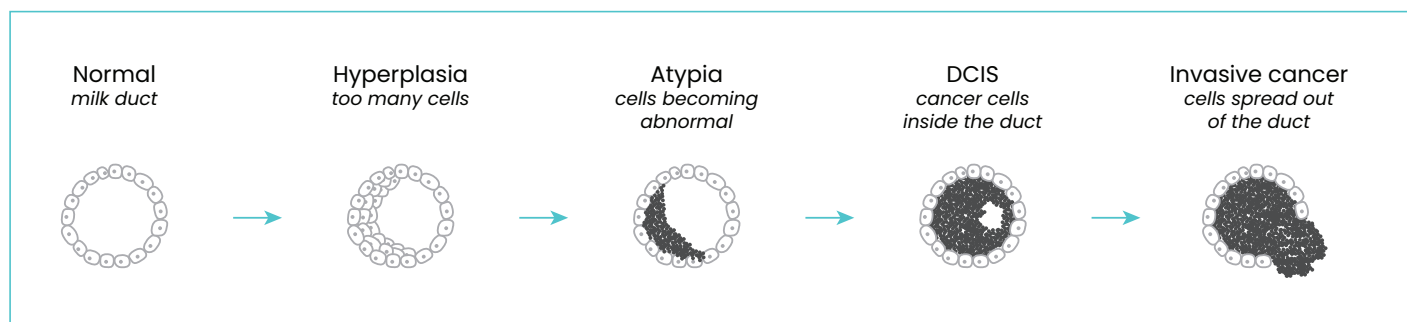 Normal
milk duct
Hyperplasia
too many cells
Atypia
cells becoming
abnormal
DCIS
cancer cells
inside the duct
Invasive cancer
cells spread out
of the duct